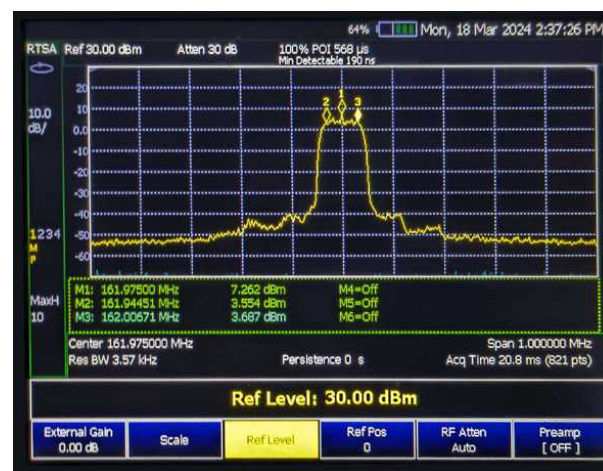 64% Mon, 18 Mar 2024 2:37:26 PM
RTSA Ref 30.00 dBm Atten 30 dB 100% POI 568 µs
Min Detectable 190 ns
10.0
dB/
20
10
0.0
-10
-20
-30
-40
-50
-60
2 1 3
1234
M
P
MaxH
10
M1: 161.97500 MHz 7.262 dBm M4=Off
M2: 161.94451 MHz 3.554 dBm M5=Off
M3: 162.00671 MHz 3.687 dBm M6=Off
Center 161.975000 MHz Span 1.000000 MHz
Res BW 3.57 kHz Persistence 0 s Acq Time 20.8 ms (821 pts)
Ref Level: 30.00 dBm
External Gain Scale Ref Level Ref Pos RF Atten Preamp
0.00 dB 0 Auto [ OFF ]